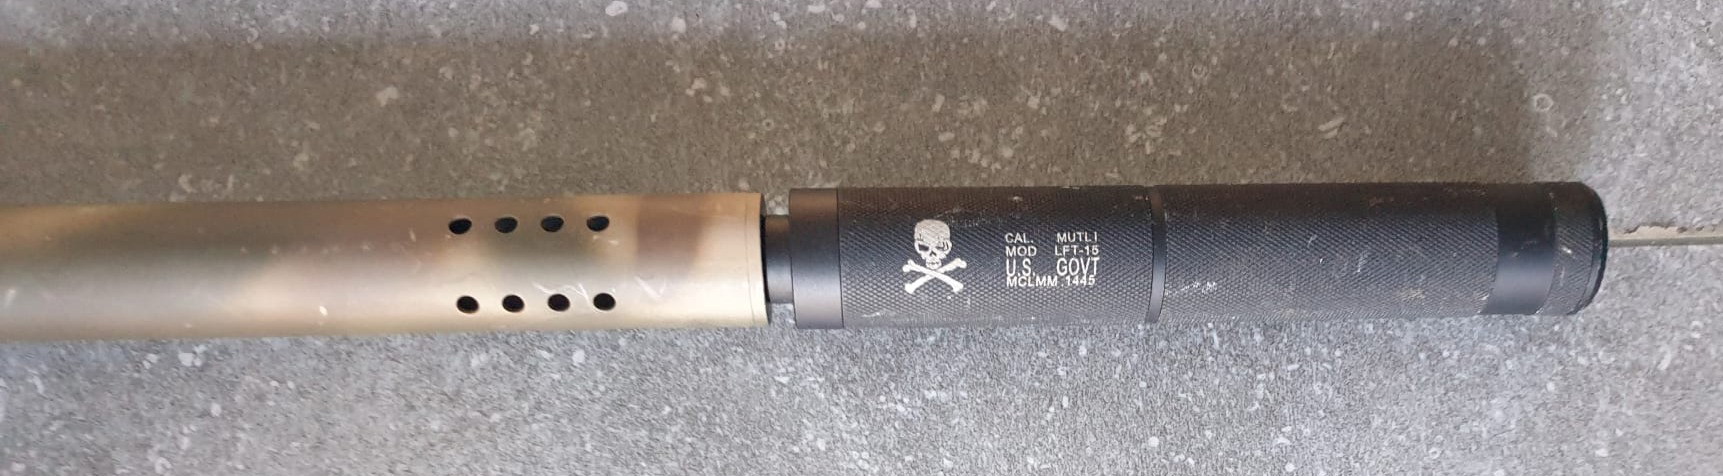 CAL. MUTLI
MOD LFT-15
U.S. GOVT
MCLMM.1445